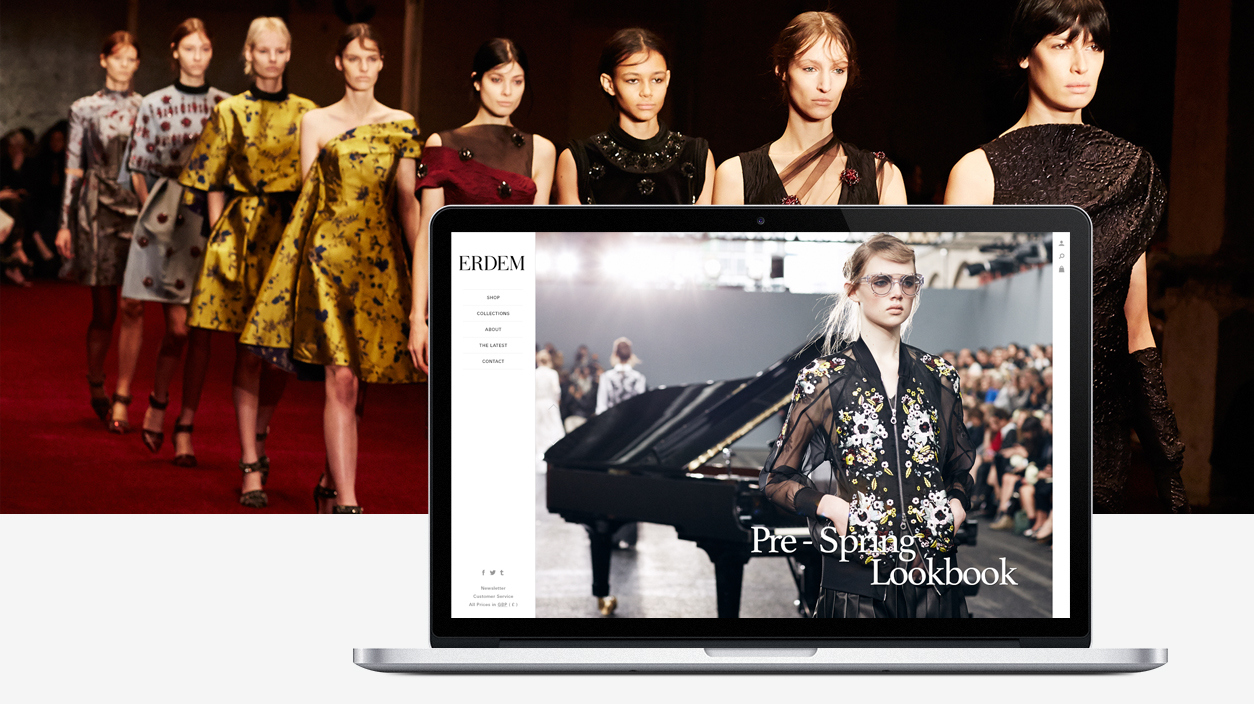 ERDEM
SHOP
COLLECTIONS
ABOUT
THE LATEST
CONTACT
Pre - Spring
Lookbook
Newsletter
Customer Service
All Prices in GBP